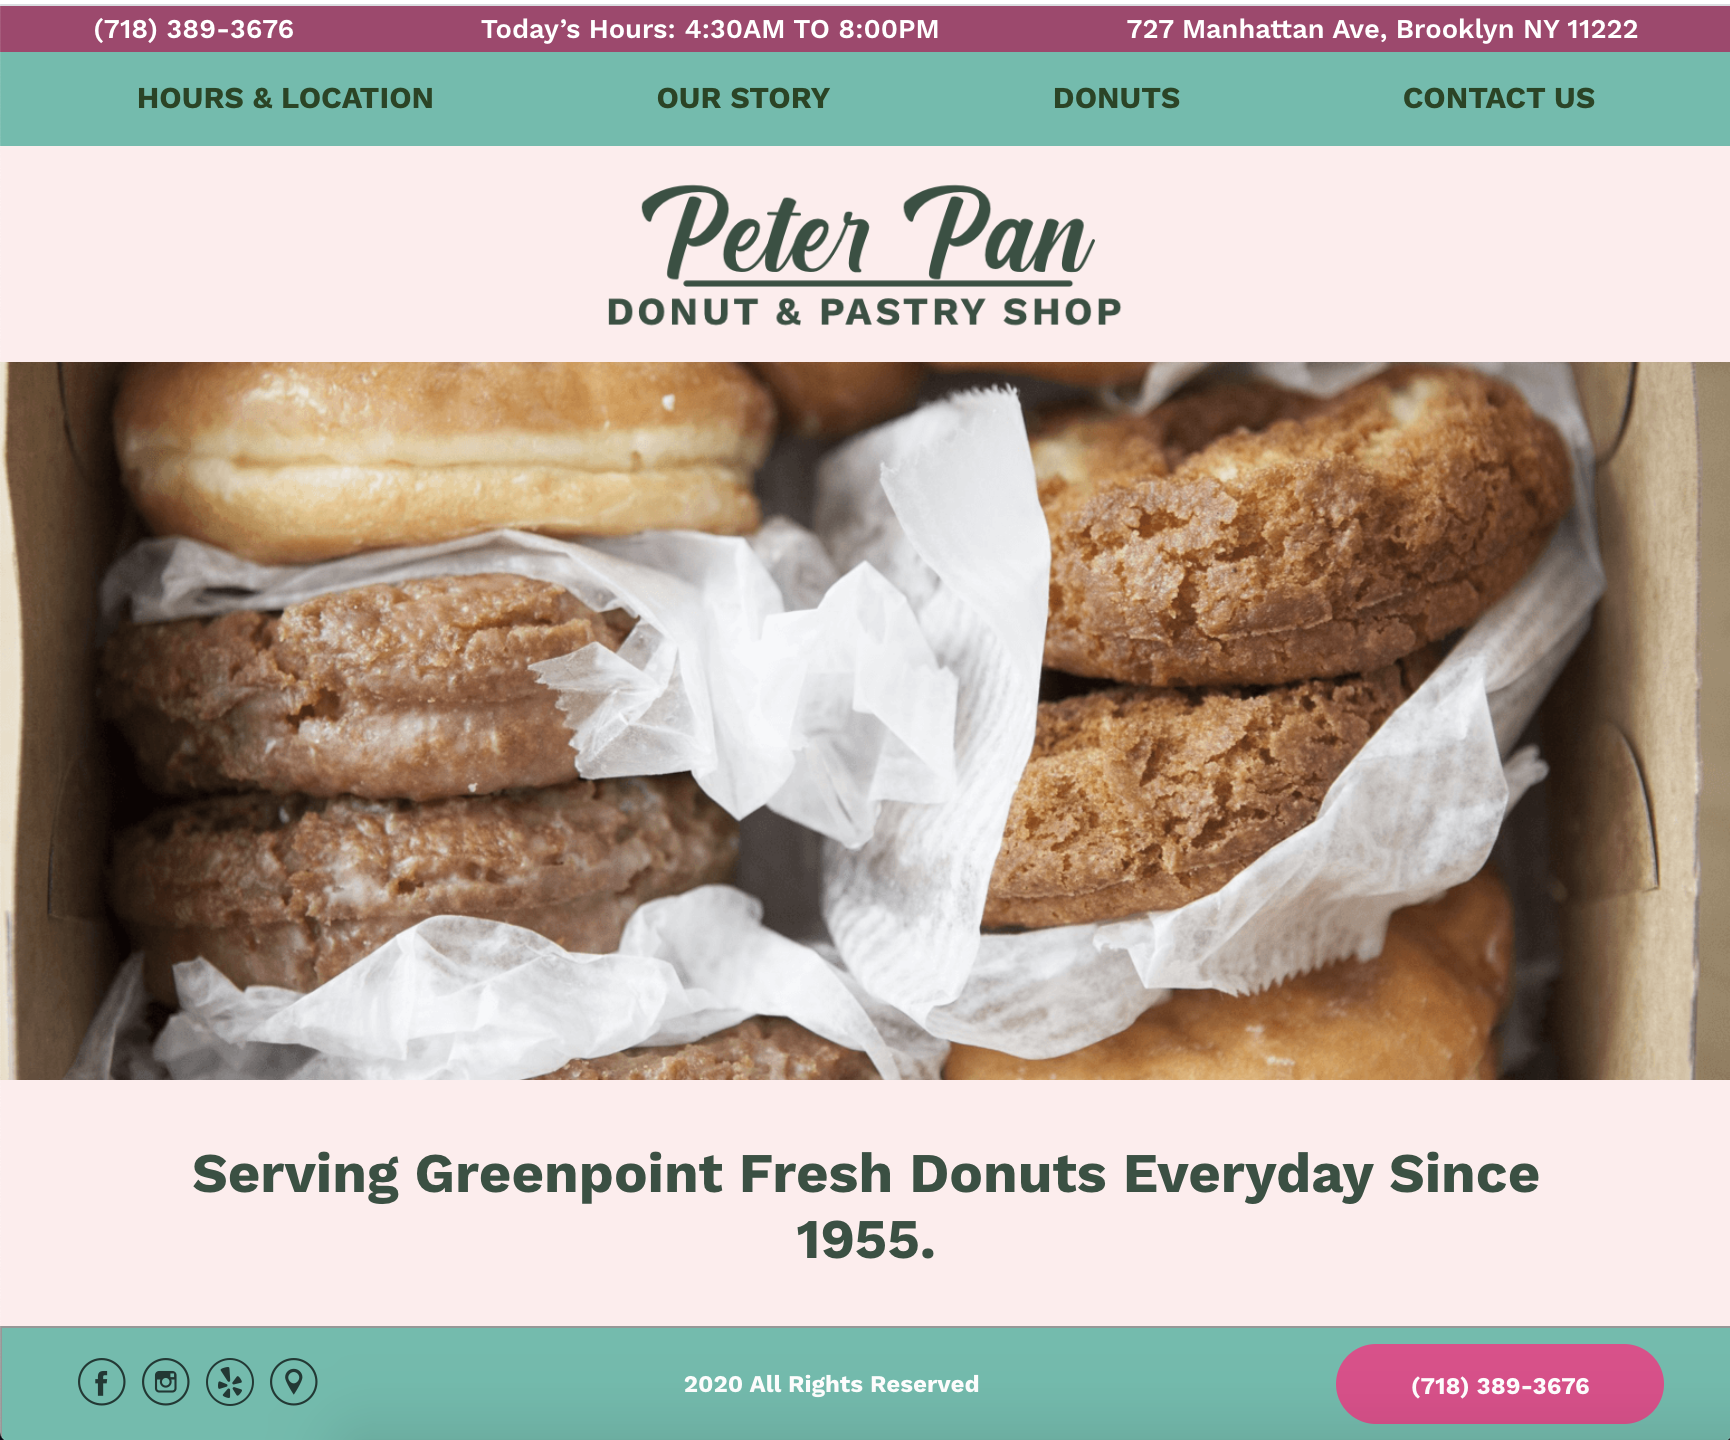 (718) 389-3676
Today’s Hours: 4:30AM TO 8:00PM
727 Manhattan Ave, Brooklyn NY 11222
HOURS & LOCATION
OUR STORY
DONUTS
CONTACT US
Peter Pan
DONUT & PASTRY SHOP
Serving Greenpoint Fresh Donuts Everyday Since
1955.
2020 All Rights Reserved
(718) 389-3676